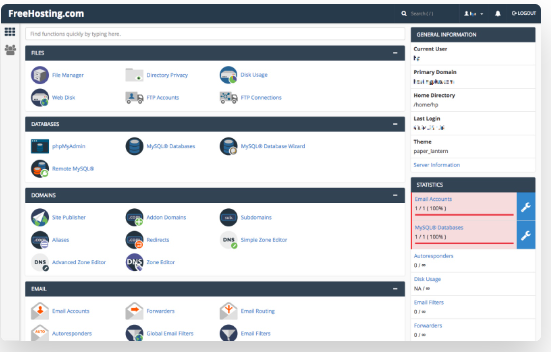 FreeHosting.com
Search ( / )
LOGOUT
Find functions quickly by typing here.
FILES
File Manager
Directory Privacy
Disk Usage
Web Disk
FTP Accounts
FTP Connections
DATABASES
phpMyAdmin
MySQL® Databases
MySQL® Database Wizard
Remote MySQL®
DOMAINS
Site Publisher
Addon Domains
Subdomains
Aliases
Redirects
Simple Zone Editor
Advanced Zone Editor
Zone Editor
EMAIL
Email Accounts
Forwarders
Email Routing
Autoresponders
Global Email Filters
Email Filters
GENERAL INFORMATION
Current User
Primary Domain
Home Directory
/home/hp
Last Login
Theme
paper_lantern
Server Information
STATISTICS
Email Accounts
1 / 1 ( 100% )
MySQL® Databases
1 / 1 ( 100% )
Autoresponders
0 / ∞
Disk Usage
NA / ∞
Email Filters
0 / ∞
Forwarders
0 / ∞